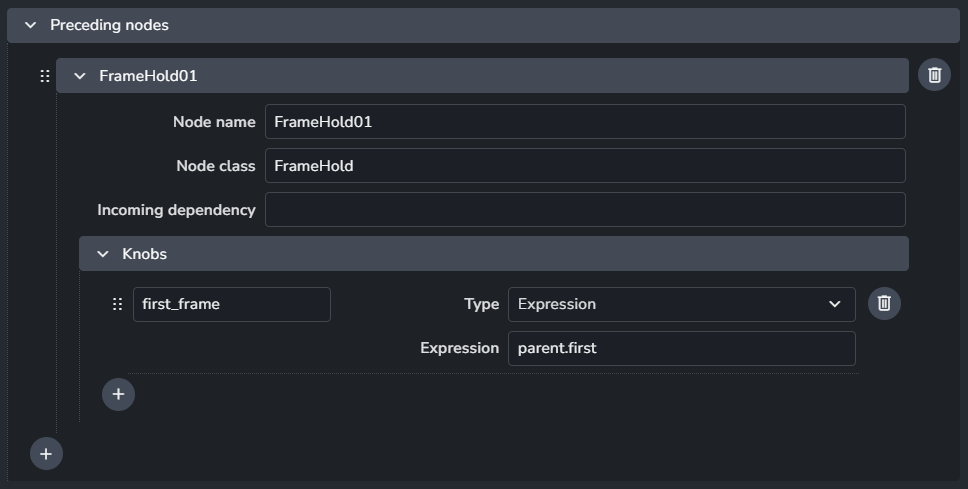 Preceding nodes
FrameHold01
Node name FrameHold01
Node class FrameHold
Incoming dependency
Knobs
first_frame Type Expression
Expression parent.first